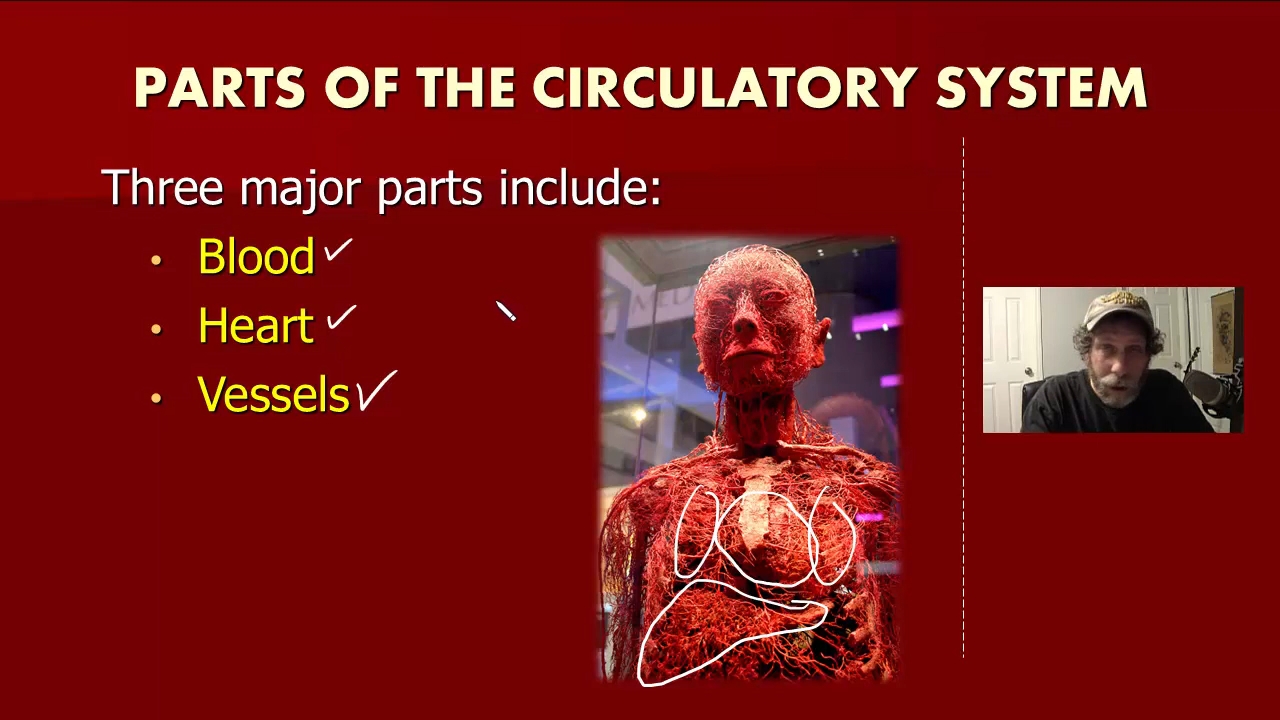 PARTS OF THE CIRCULATORY SYSTEM
Three major parts include:
• Blood
• Heart
• Vessels